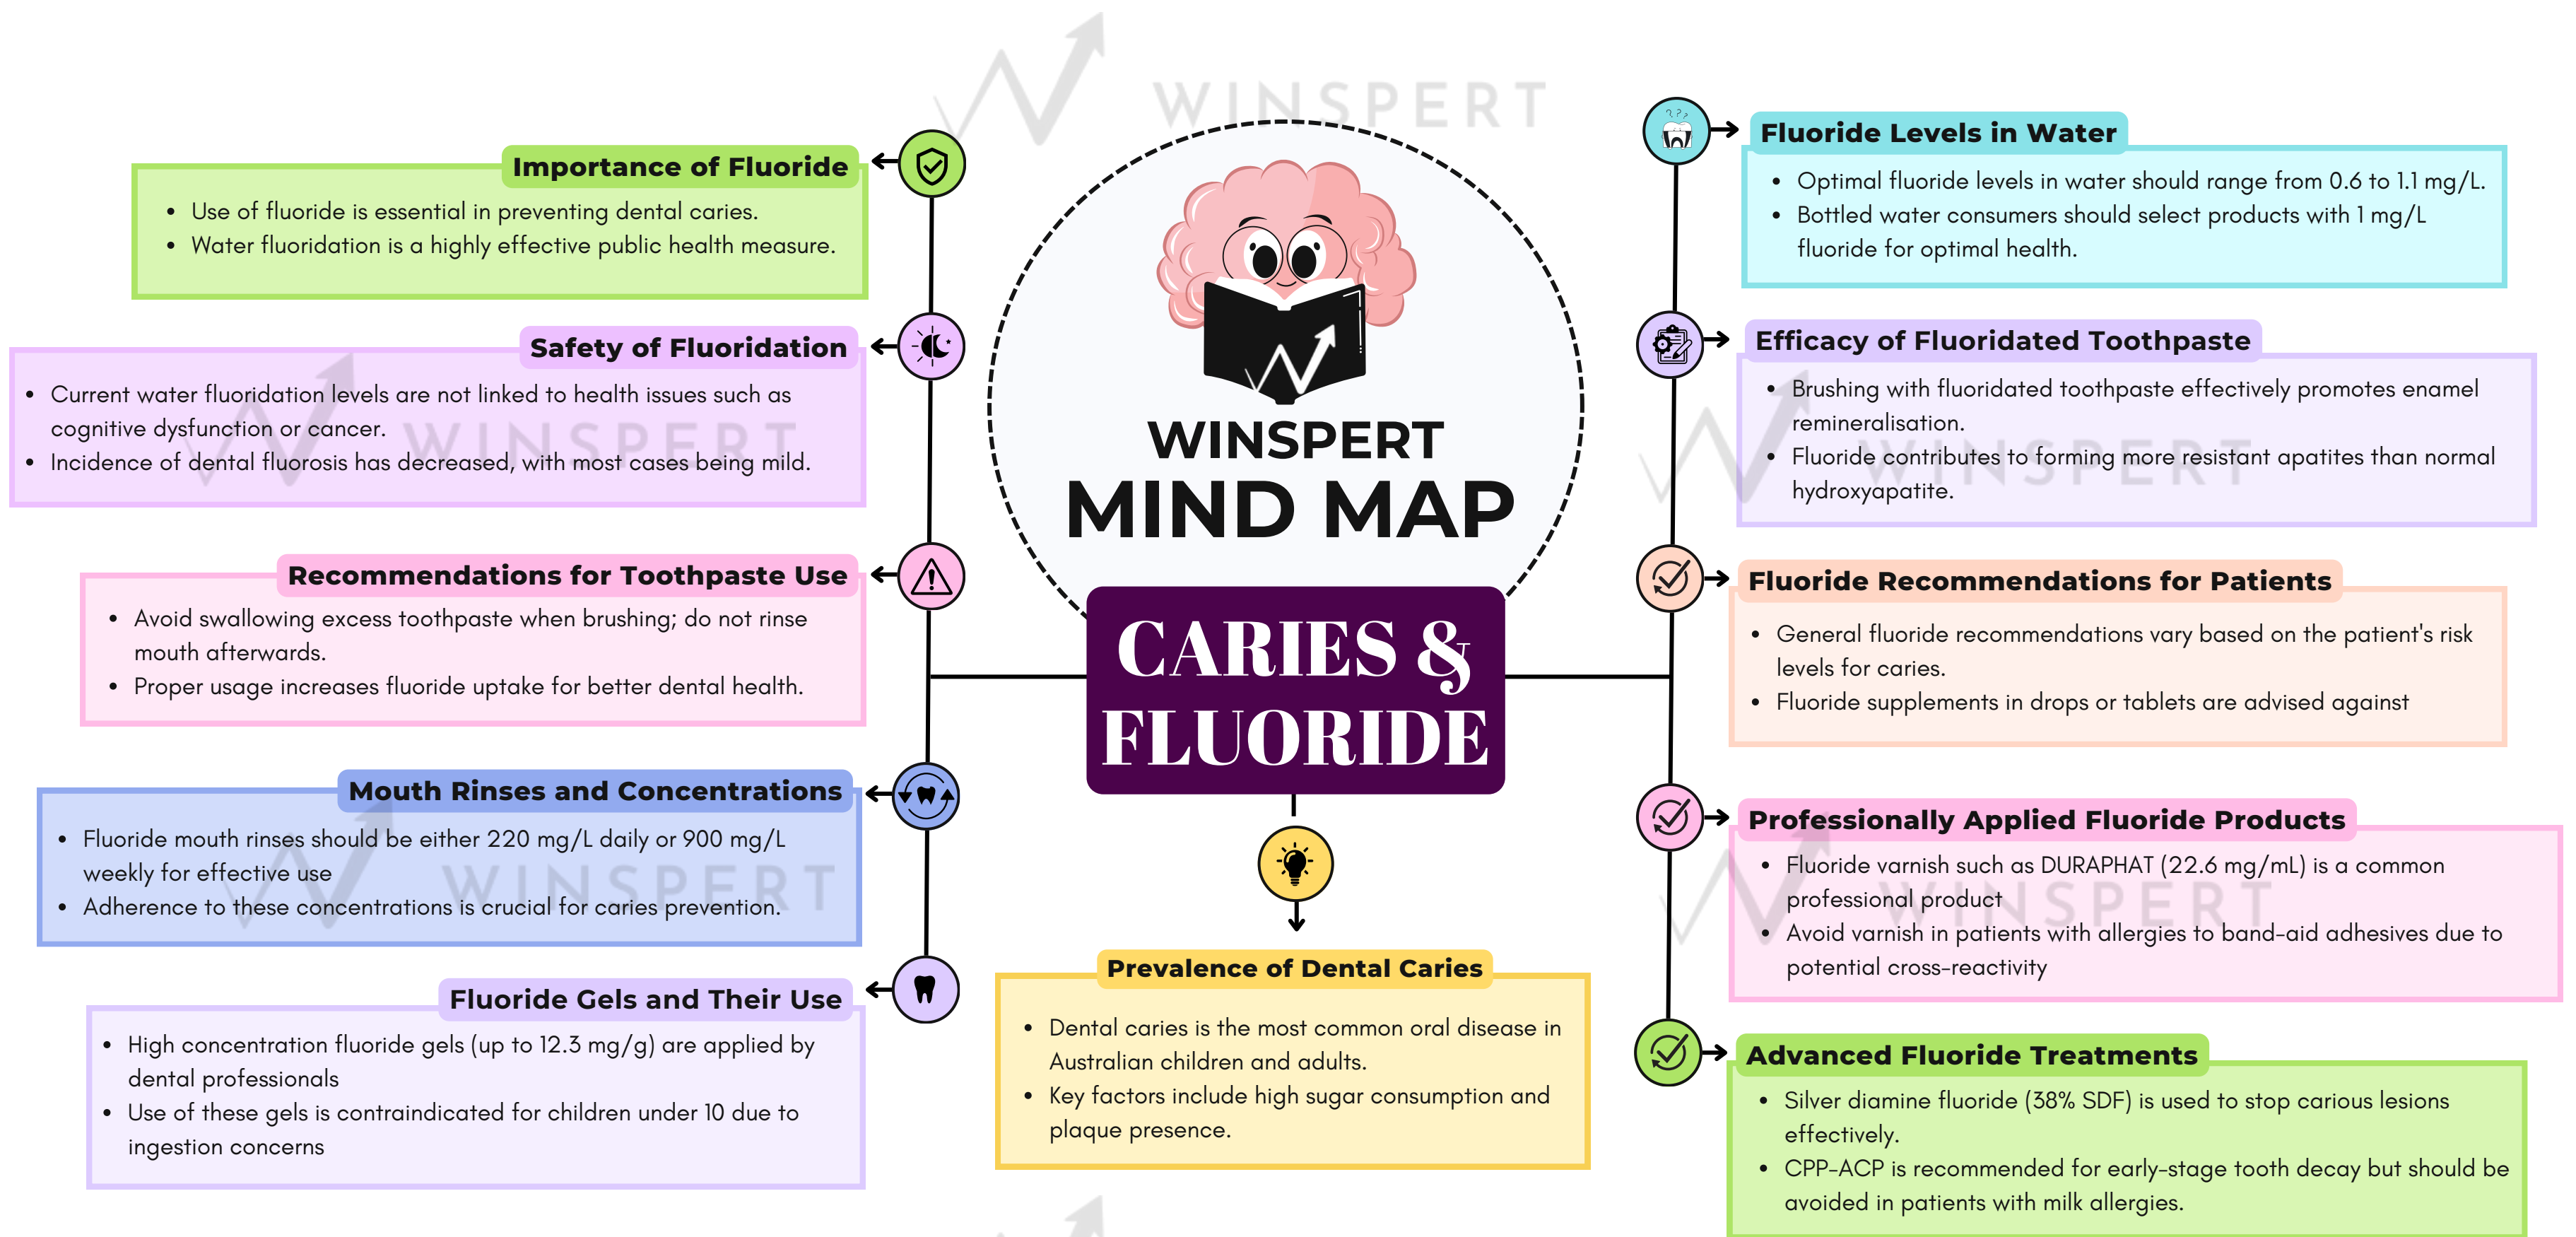 WINSPERT
WINSPERT
MIND MAP
CARIES &
FLUORIDE
Importance of Fluoride
• Use of fluoride is essential in preventing dental caries.
• Water fluoridation is a highly effective public health measure.
Safety of Fluoridation
• Current water fluoridation levels are not linked to health issues such as
cognitive dysfunction or cancer.
• Incidence of dental fluorosis has decreased, with most cases being mild.
WINSPERT
Recommendations for Toothpaste Use
• Avoid swallowing excess toothpaste when brushing; do not rinse
mouth afterwards.
• Proper usage increases fluoride uptake for better dental health.
Mouth Rinses and Concentrations
• Fluoride mouth rinses should be either 220 mg/L daily or 900 mg/L
weekly for effective use
• Adherence to these concentrations is crucial for caries prevention.
WINSPERT
Fluoride Gels and Their Use
• High concentration fluoride gels (up to 12.3 mg/g) are applied by
dental professionals
• Use of these gels is contraindicated for children under 10 due to
ingestion concerns
Prevalence of Dental Caries
• Dental caries is the most common oral disease in
Australian children and adults.
• Key factors include high sugar consumption and
plaque presence.
???
Fluoride Levels in Water
• Optimal fluoride levels in water should range from 0.6 to 1.1 mg/L.
• Bottled water consumers should select products with 1 mg/L
fluoride for optimal health.
Efficacy of Fluoridated Toothpaste
• Brushing with fluoridated toothpaste effectively promotes enamel
remineralisation.
• Fluoride contributes to forming more resistant apatites than normal
hydroxyapatite.
WINSPERT
Fluoride Recommendations for Patients
• General fluoride recommendations vary based on the patient's risk
levels for caries.
• Fluoride supplements in drops or tablets are advised against
Professionally Applied Fluoride Products
• Fluoride varnish such as DURAPHAT (22.6 mg/mL) is a common
professional product
• Avoid varnish in patients with allergies to band-aid adhesives due to
potential cross-reactivity
WINSPERT
Advanced Fluoride Treatments
• Silver diamine fluoride (38% SDF) is used to stop carious lesions
effectively.
• CPP-ACP is recommended for early-stage tooth decay but should be
avoided in patients with milk allergies.